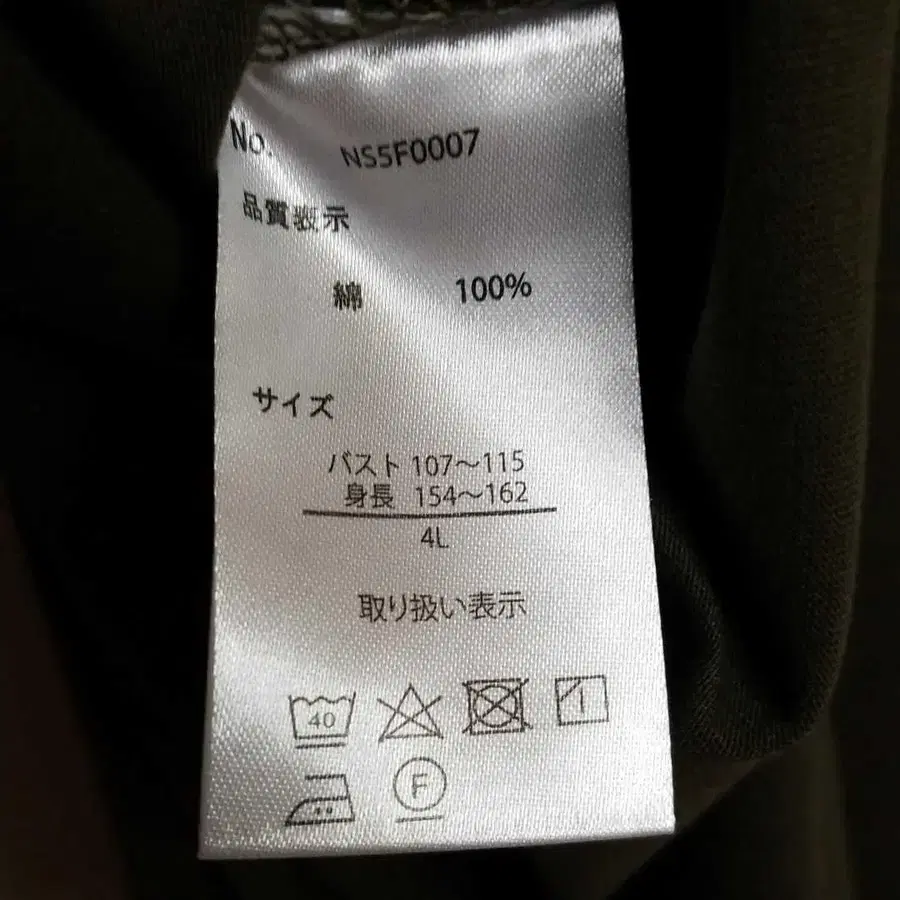 No. NS5F0007
品質表示
綿 100%
サイズ
バスト 107～115
身長 154～162
4L
取り扱い表示
40
F